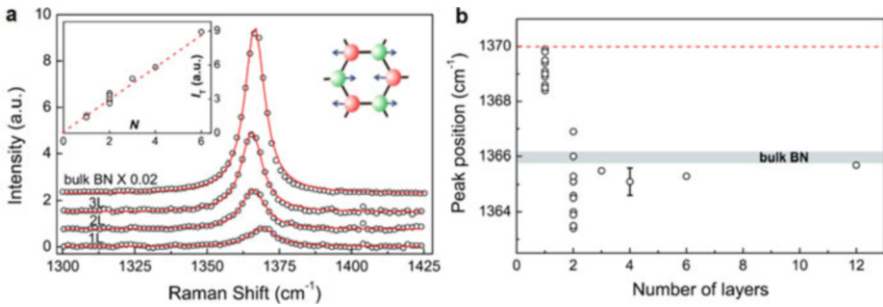 a
10
8
6
4
2
0
Intensity (a.u.)
9
6
3
0
I_T (a.u.)
0 2 4 6
N
bulk BN X 0.02
3L
2L
1L
1300 1325 1350 1375 1400 1425
Raman Shift (cm⁻¹)
b
1370
1368
1366
1364
Peak position (cm⁻¹)
bulk BN
0 2 4 6 8 10 12
Number of layers